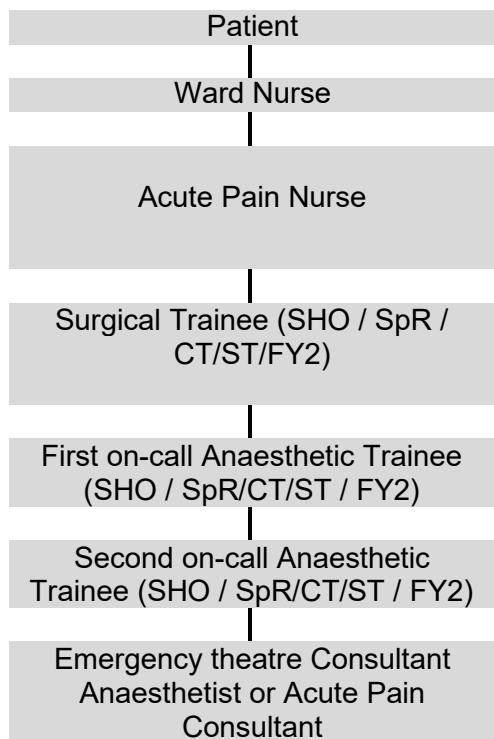 Patient
Ward Nurse
Acute Pain Nurse
Surgical Trainee (SHO / SpR /
CT/ST/FY2)
First on-call Anaesthetic Trainee
(SHO / SpR/CT/ST / FY2)
Second on-call Anaesthetic
Trainee (SHO / SpR/CT/ST / FY2)
Emergency theatre Consultant
Anaesthetist or Acute Pain
Consultant